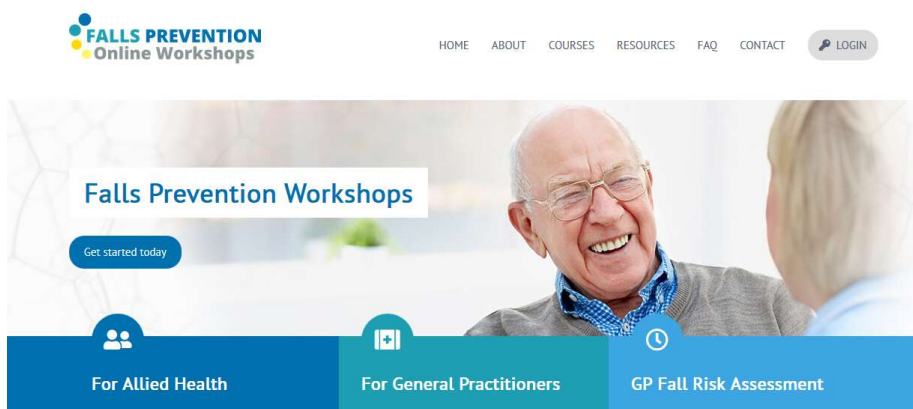 FALLS PREVENTION
Online Workshops
HOME ABOUT COURSES RESOURCES FAQ CONTACT LOGIN
Falls Prevention Workshops
Get started today
For Allied Health For General Practitioners GP Fall Risk Assessment